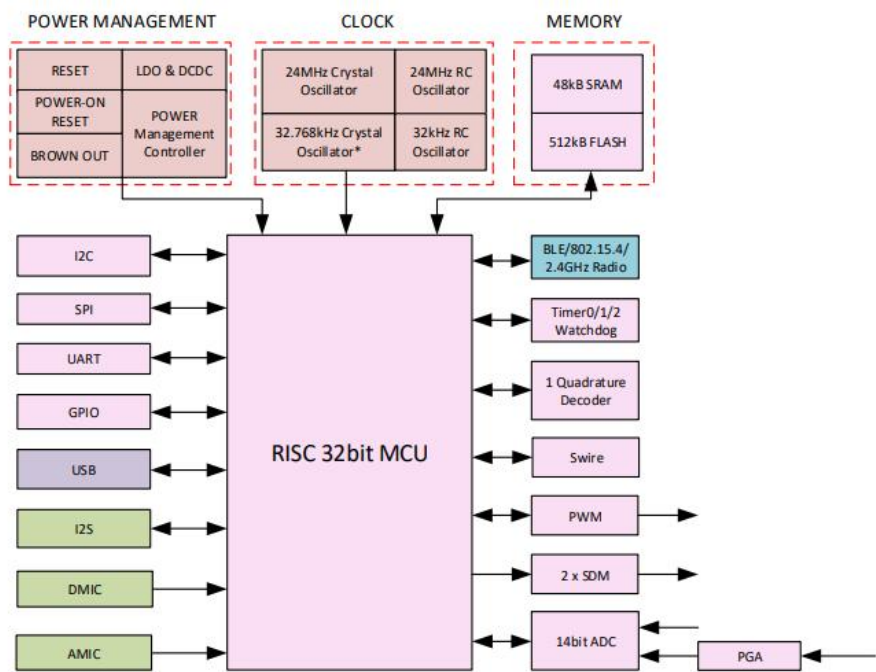 POWER MANAGEMENT
CLOCK
MEMORY
RESET
LDO & DCDC
POWER-ON
RESET
POWER
Management
Controller
BROWN OUT
24MHz Crystal
Oscillator
24MHz RC
Oscillator
32.768kHz Crystal
Oscillator*
32kHz RC
Oscillator
48kB SRAM
512kB FLASH
I2C
SPI
UART
GPIO
USB
I2S
DMIC
AMIC
RISC 32bit MCU
BLE/802.15.4/
2.4GHz Radio
Timer0/1/2
Watchdog
1 Quadrature
Decoder
Swire
PWM
2 x SDM
14bit ADC
PGA